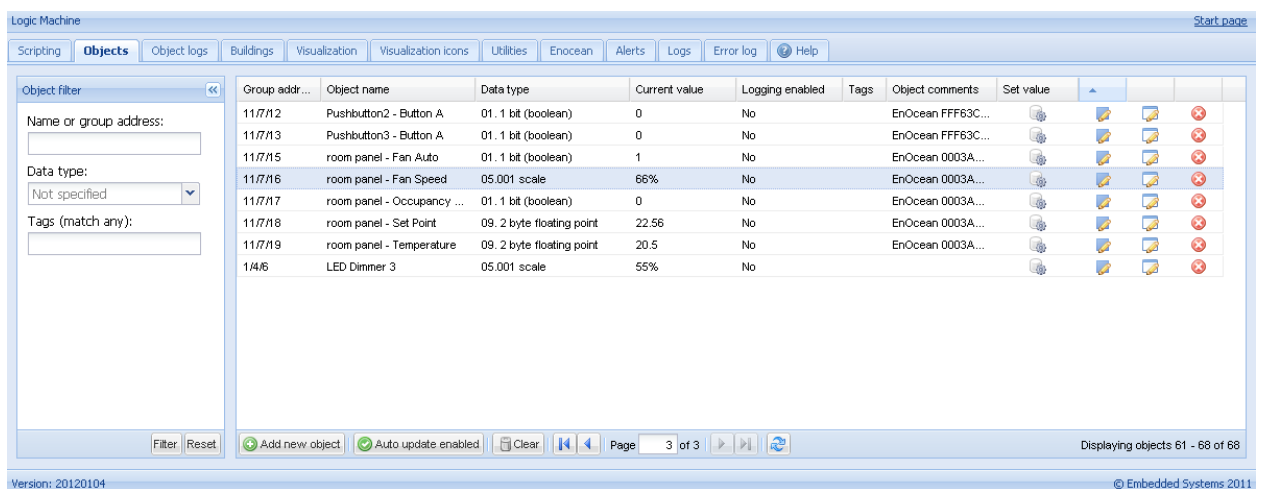 Logic Machine Start page
Scripting Objects Object logs Buildings Visualization Visualization icons Utilities Enocean Alerts Logs Error log Help
Object filter
Name or group address:
Data type:
Not specified
Tags (match any):
Filter Reset
Group addr... Object name Data type Current value Logging enabled Tags Object comments Set value
11/7/12 Pushbutton2 - Button A 01. 1 bit (boolean) 0 No EnOcean FFF63C...
11/7/13 Pushbutton3 - Button A 01. 1 bit (boolean) 0 No EnOcean FFF63C...
11/7/15 room panel - Fan Auto 01. 1 bit (boolean) 1 No EnOcean 0003A...
11/7/16 room panel - Fan Speed 05.001 scale 66% No EnOcean 0003A...
11/7/17 room panel - Occupancy ... 01. 1 bit (boolean) 0 No EnOcean 0003A...
11/7/18 room panel - Set Point 09. 2 byte floating point 22.56 No EnOcean 0003A...
11/7/19 room panel - Temperature 09. 2 byte floating point 20.5 No EnOcean 0003A...
1/4/6 LED Dimmer 3 05.001 scale 55% No
Add new object Auto update enabled Clear Page 3 of 3 Displaying objects 61 - 68 of 68
Version: 20120104 © Embedded Systems 2011